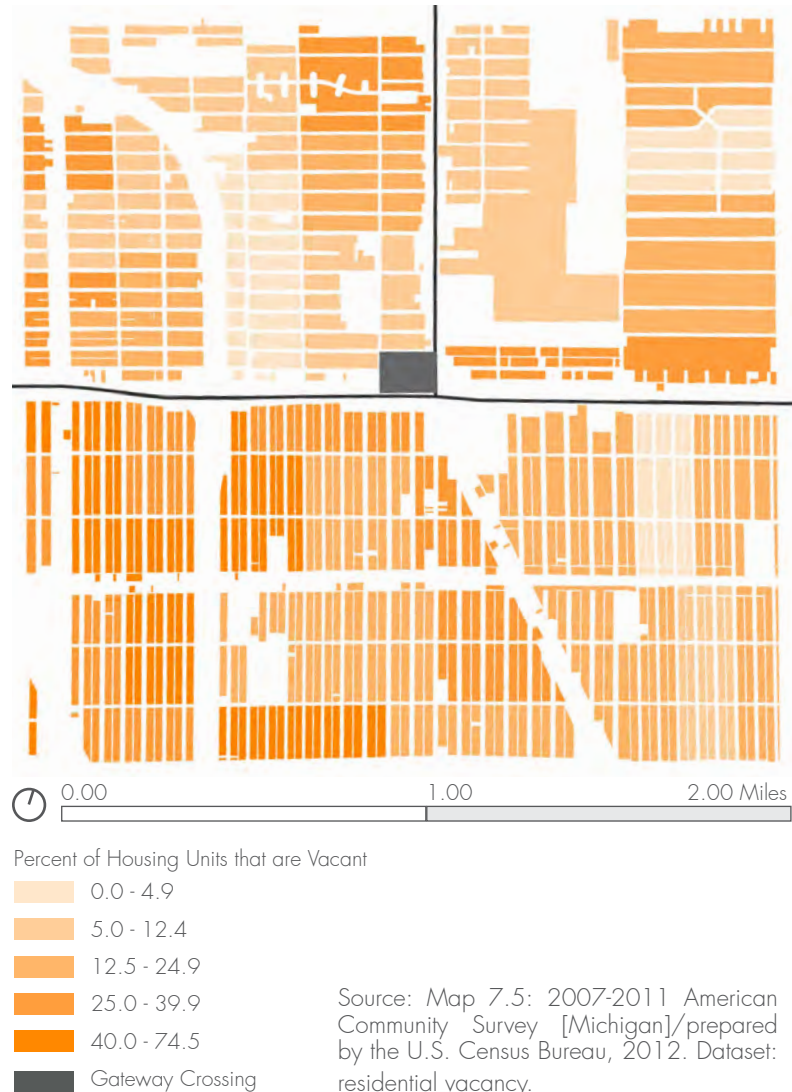 0.00 1.00 2.00 Miles
Percent of Housing Units that are Vacant
0.0 - 4.9
5.0 - 12.4
12.5 - 24.9
25.0 - 39.9
40.0 - 74.5
Gateway Crossing
Source: Map 7.5: 2007-2011 American
Community Survey [Michigan]/prepared
by the U.S. Census Bureau, 2012. Dataset:
residential vacancy.